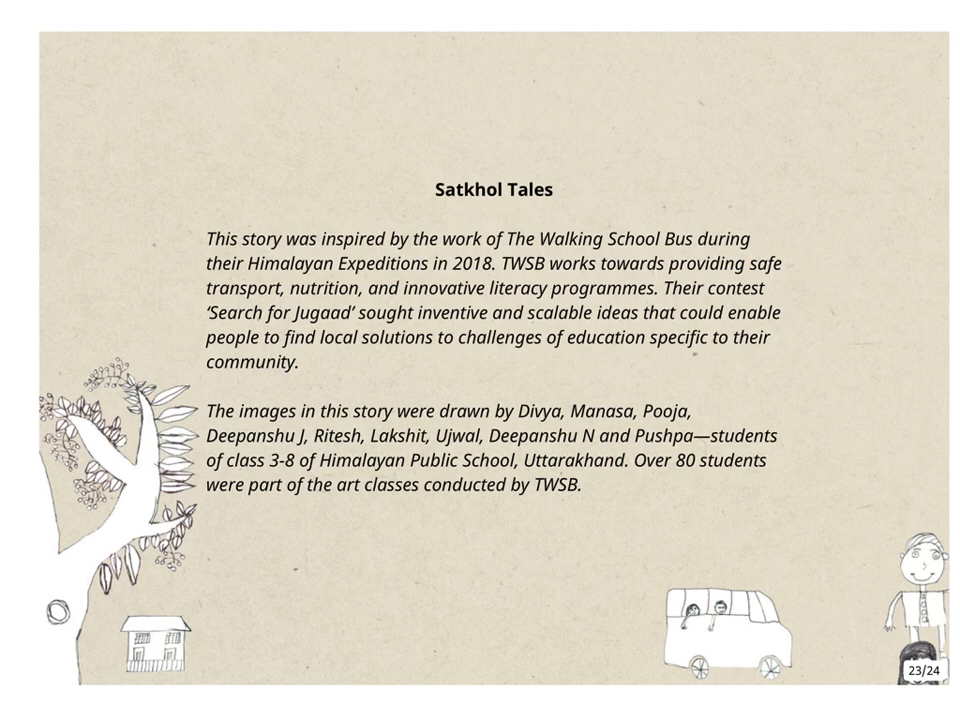 Satkhol Tales
This story was inspired by the work of The Walking School Bus during
their Himalayan Expeditions in 2018. TWSB works towards providing safe
transport, nutrition, and innovative literacy programmes. Their contest
‘Search for Jugaad’ sought inventive and scalable ideas that could enable
people to find local solutions to challenges of education specific to their
community.
The images in this story were drawn by Divya, Manasa, Pooja,
Deepanshu J, Ritesh, Lakshit, Ujwal, Deepanshu N and Pushpa—students
of class 3-8 of Himalayan Public School, Uttarakhand. Over 80 students
were part of the art classes conducted by TWSB.
23/24